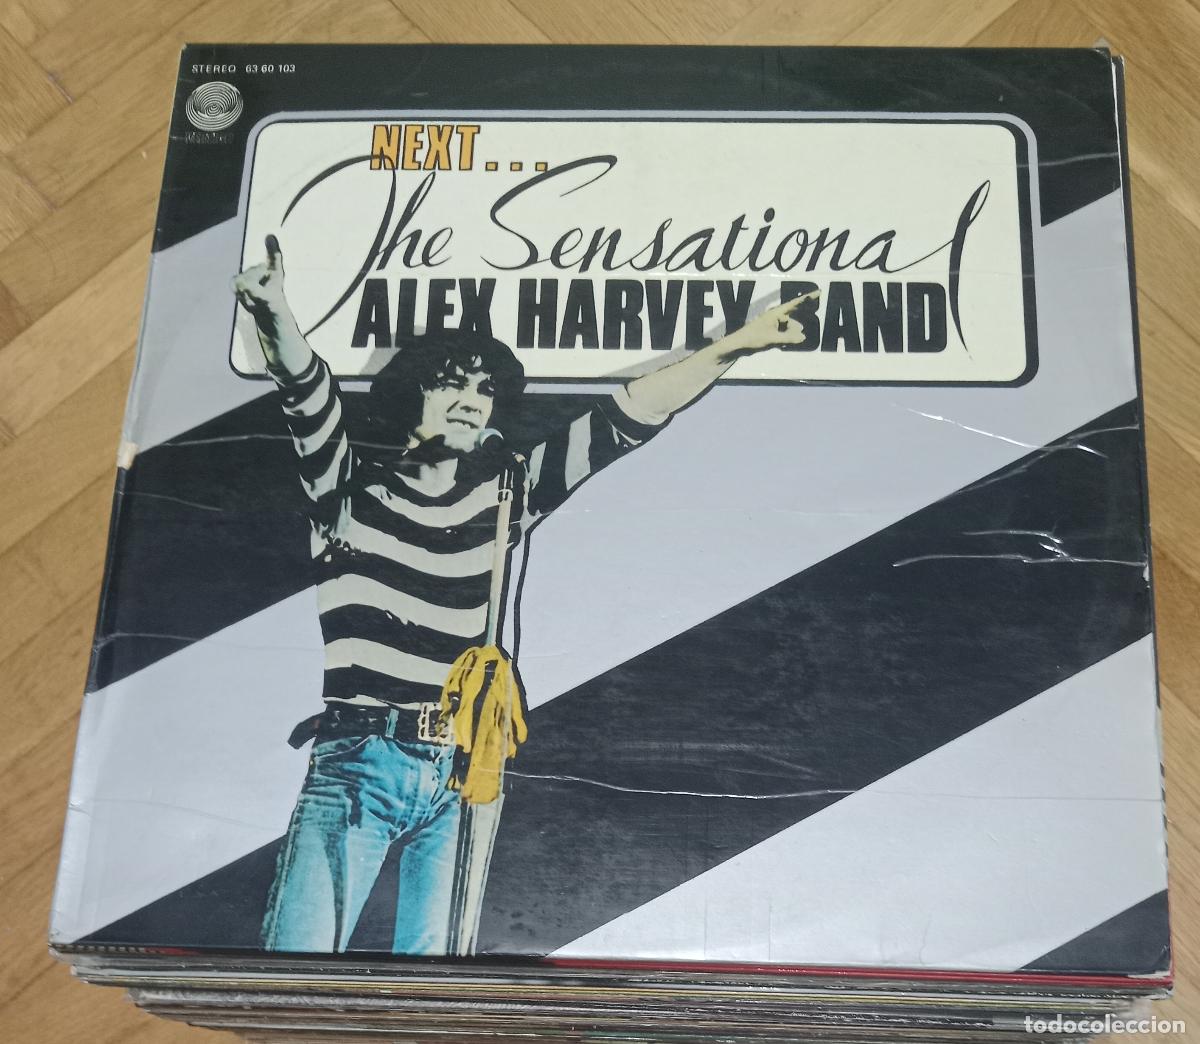 STEREO 63 60 103
NEXT...
The Sensational
ALEX HARVEY BAND
todocoleccion